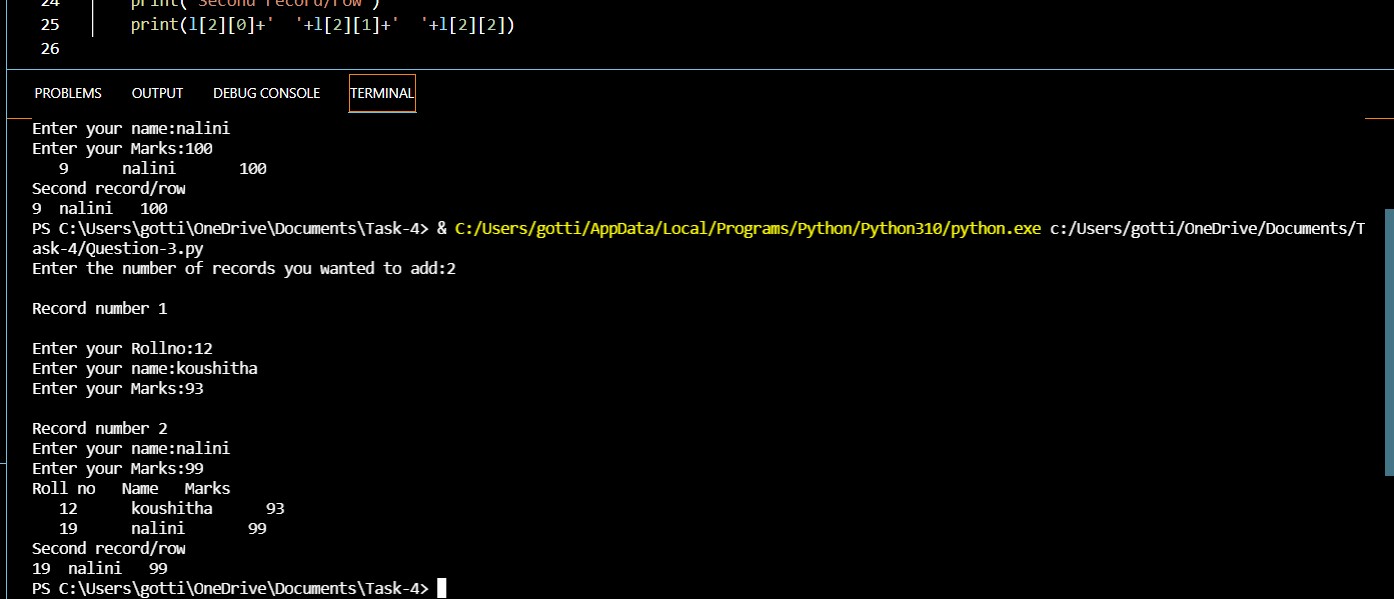 24 print("Second record/row")
25 print(l[2][0]+'  '+l[2][1]+'  '+l[2][2])
26
PROBLEMS OUTPUT DEBUG CONSOLE TERMINAL
Enter your name:nalini
Enter your Marks:100
9 nalini 100
Second record/row
9 nalini 100
PS C:\Users\gotti\OneDrive\Documents\Task-4> & C:/Users/gotti/AppData/Local/Programs/Python/Python310/python.exe c:/Users/gotti/OneDrive/Documents/T
ask-4/Question-3.py
Enter the number of records you wanted to add:2
Record number 1
Enter your Rollno:12
Enter your name:koushitha
Enter your Marks:93
Record number 2
Enter your name:nalini
Enter your Marks:99
Roll no Name Marks
12 koushitha 93
19 nalini 99
Second record/row
19 nalini 99
PS C:\Users\gotti\OneDrive\Documents\Task-4>